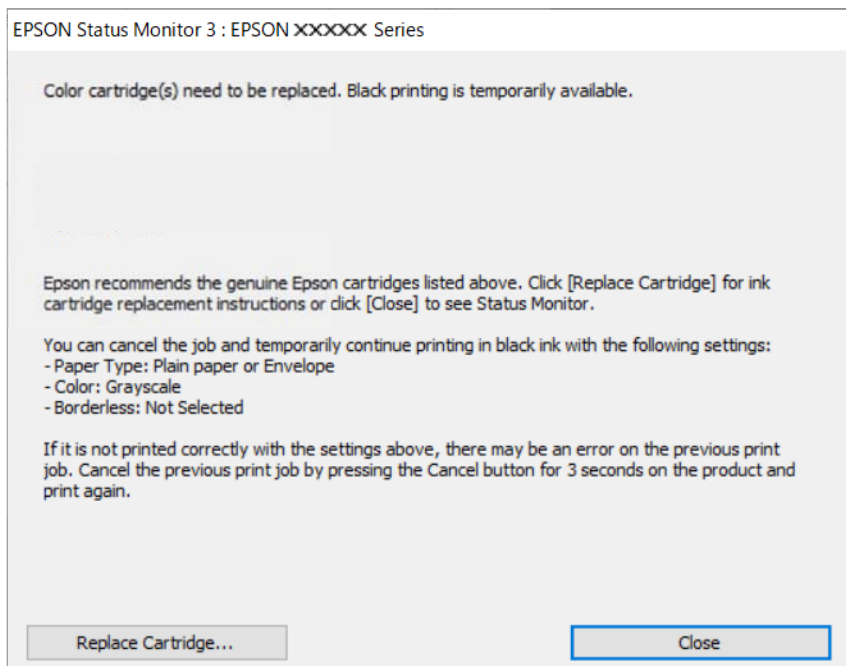 EPSON Status Monitor 3 : EPSON XXXXX Series
Color cartridge(s) need to be replaced. Black printing is temporarily available.
Epson recommends the genuine Epson cartridges listed above. Click [Replace Cartridge] for ink
cartridge replacement instructions or click [Close] to see Status Monitor.
You can cancel the job and temporarily continue printing in black ink with the following settings:
- Paper Type: Plain paper or Envelope
- Color: Grayscale
- Borderless: Not Selected
If it is not printed correctly with the settings above, there may be an error on the previous print
job. Cancel the previous print job by pressing the Cancel button for 3 seconds on the product and
print again.
Replace Cartridge...
Close